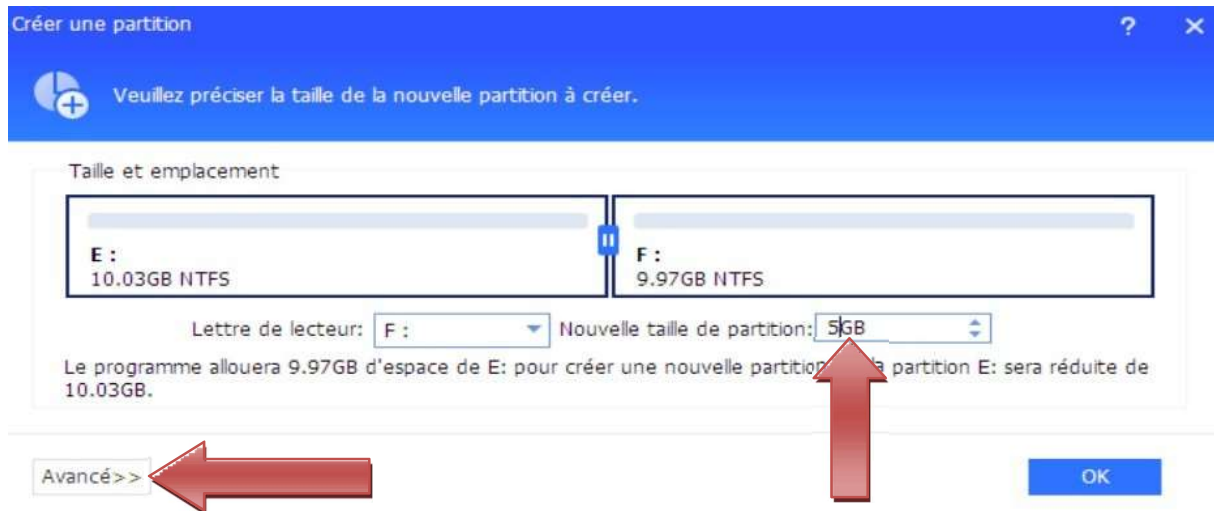 Créer une partition ? ×
Veuillez préciser la taille de la nouvelle partition à créer.
Taille et emplacement
E : F :
10.03GB NTFS 9.97GB NTFS
Lettre de lecteur: F : Nouvelle taille de partition: 5GB
Le programme allouera 9.97GB d'espace de E: pour créer une nouvelle partition partition E: sera réduite de
10.03GB.
Avancé>> OK